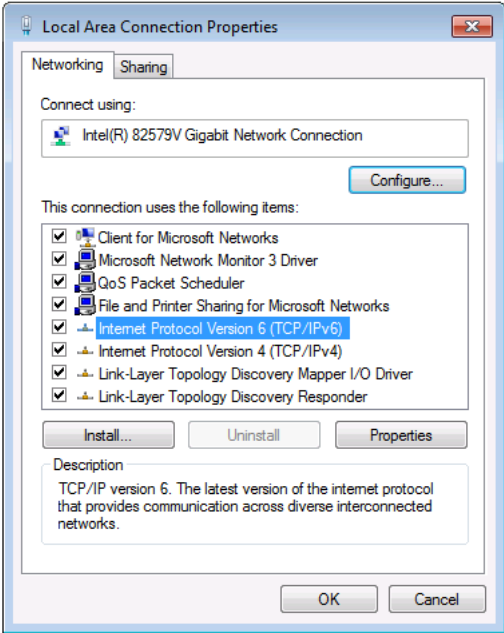 Local Area Connection Properties
Networking
Sharing
Connect using:
Intel(R) 82579V Gigabit Network Connection
Configure...
This connection uses the following items:
Client for Microsoft Networks
Microsoft Network Monitor 3 Driver
QoS Packet Scheduler
File and Printer Sharing for Microsoft Networks
Internet Protocol Version 6 (TCP/IPv6)
Internet Protocol Version 4 (TCP/IPv4)
Link-Layer Topology Discovery Mapper I/O Driver
Link-Layer Topology Discovery Responder
Install...
Uninstall
Properties
Description
TCP/IP version 6. The latest version of the internet protocol
that provides communication across diverse interconnected
networks.
OK
Cancel